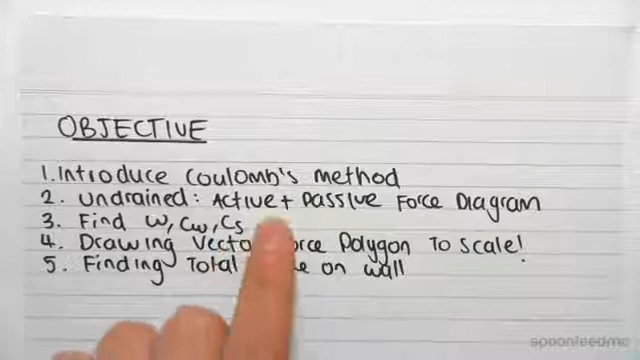 OBJECTIVE
1. Introduce Coulomb's method
2. Undrained: Active + Passive Force Diagram
3. Find W, Cw, Cs
4. Drawing Vector Force Polygon To Scale!
5. Finding Total on wall
spoonfeedme